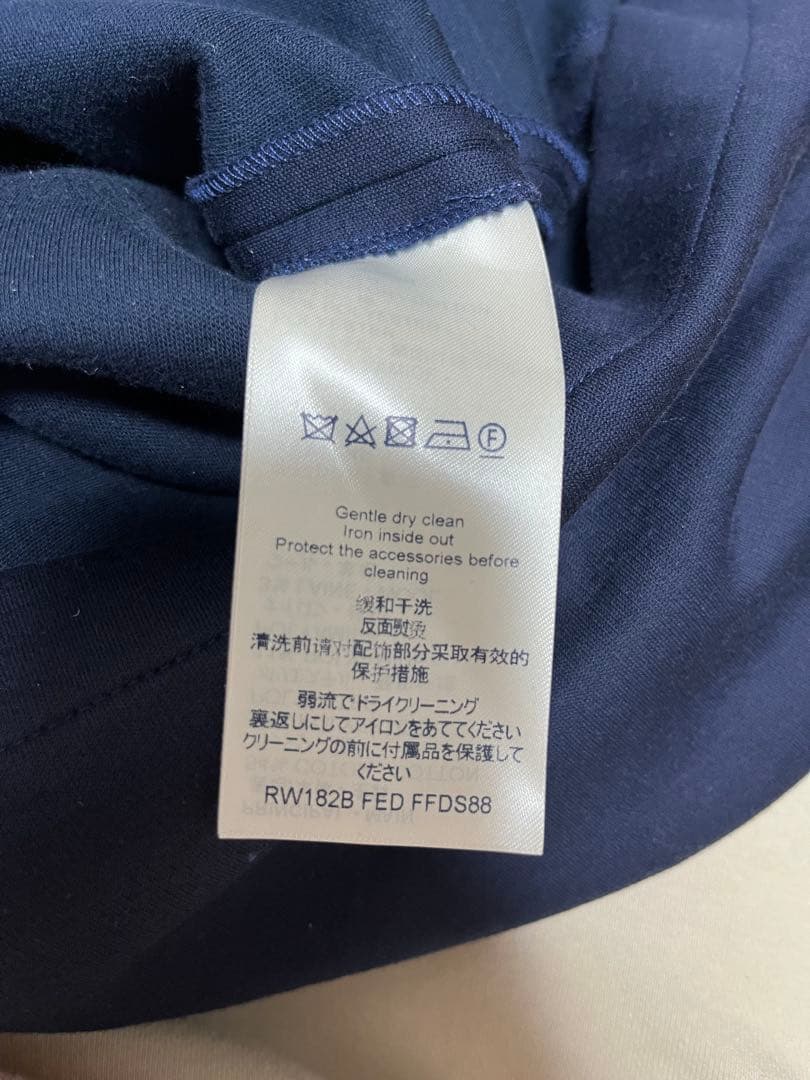 F
Gentle dry clean
Iron inside out
Protect the accessories before
cleaning
缓和干洗
反面熨烫
清洗前请对配饰部分采取有效的
保护措施
弱流でドライクリーニング
裏返しにしてアイロンをあててください
クリーニングの前に付属品を保護して
ください
RW182B FED FFDS88